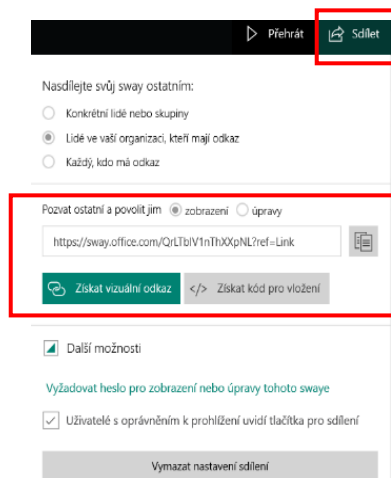 Přehrát
Sdílet
Nasdílejte svůj sway ostatním:
Konkrétní lidé nebo skupiny
Lidé ve vaší organizaci, kteří mají odkaz
Každý, kdo má odkaz
Pozvat ostatní a povolit jim zobrazení úpravy
https://sway.office.com/QrLTblV1nThXXpNL?ref=Link
Získat vizuální odkaz </> Získat kód pro vložení
Další možnosti
Vyžadovat heslo pro zobrazení nebo úpravy tohoto swaye
Uživatelé s oprávněním k prohlížení uvidí tlačítka pro sdílení
Vymazat nastavení sdílení